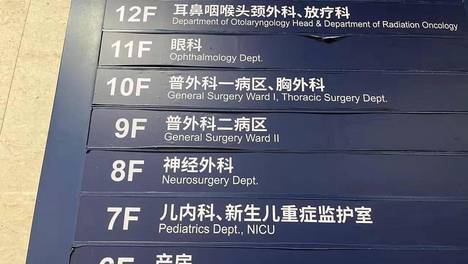 12F 耳鼻咽喉头颈外科、放疗科
Department of Otolaryngology Head & Department of Radiation Oncology
11F 眼科
Ophthalmology Dept.
10F 普外科一病区、胸外科
General Surgery Ward I, Thoracic Surgery Dept.
9F 普外科二病区
General Surgery Ward II
8F 神经外科
Neurosurgery Dept.
7F 儿内科、新生儿重症监护室
Pediatrics Dept., NICU
6F 产房